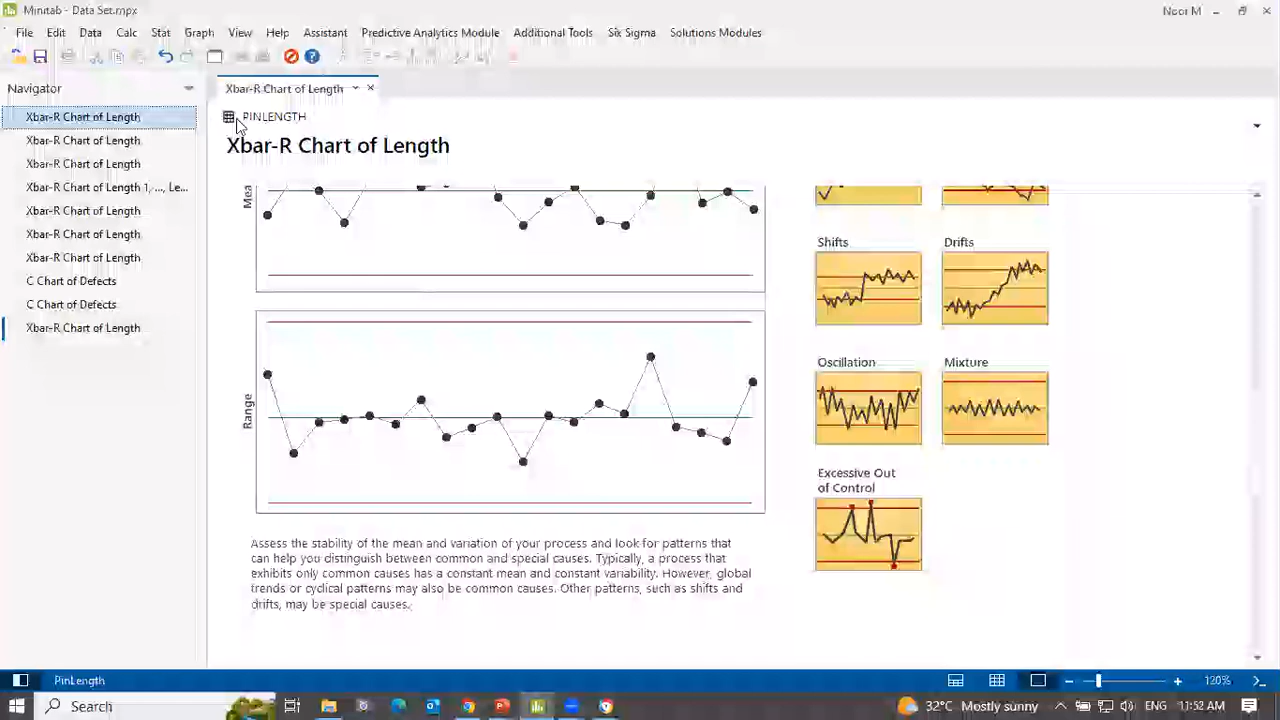 Minitab - Data Set.mpx
Noor M
File Edit Data Calc Stat Graph View Help Assistant Predictive Analytics Module Additional Tools Six Sigma Solutions Modules
Navigator
Xbar-R Chart of Length
Xbar-R Chart of Length
Xbar-R Chart of Length
Xbar-R Chart of Length 1, ..., Le...
Xbar-R Chart of Length
Xbar-R Chart of Length
Xbar-R Chart of Length
C Chart of Defects
C Chart of Defects
Xbar-R Chart of Length
Xbar-R Chart of Length
PINLENGTH
Xbar-R Chart of Length
Mea
Range
Shifts
Drifts
Oscillation
Mixture
Excessive Out
of Control
Assess the stability of the mean and variation of your process and look for patterns that
can help you distinguish between common and special causes. Typically, a process that
exhibits only common causes has a constant mean and constant variability. However, global
trends or cyclical patterns may also be common causes. Other patterns, such as shifts and
drifts, may be special causes.
PinLength
120%
Search
32°C Mostly sunny
11:52 AM